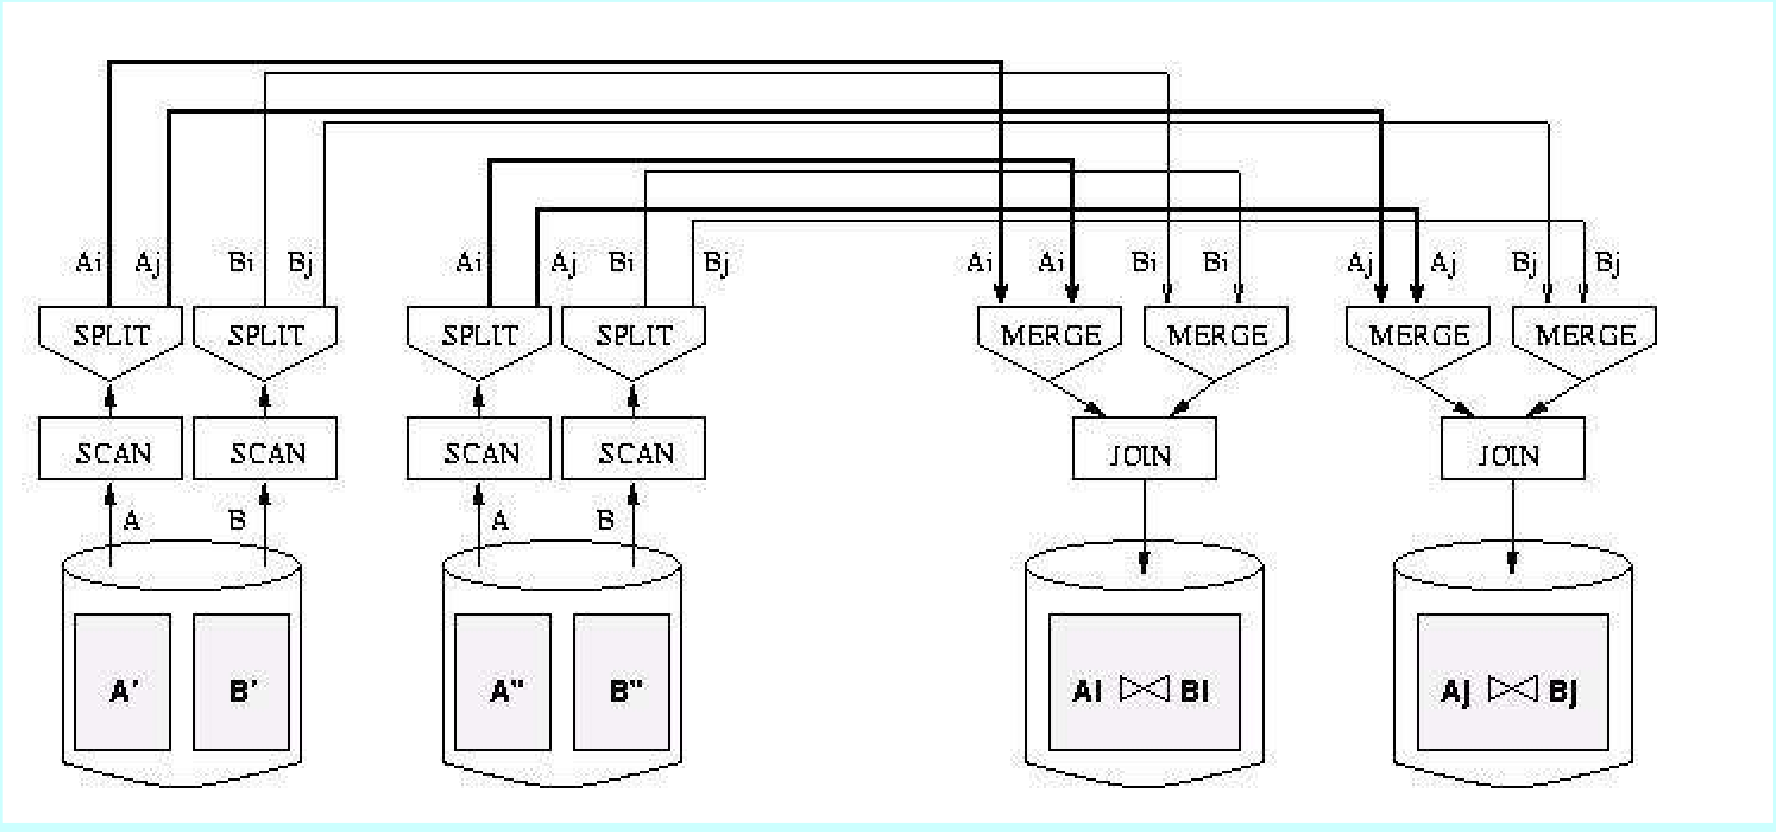 Ai Aj Bi Bj Ai Aj Bi Bj Ai Ai Bi Bi Aj Aj Bj Bj
SPLIT SPLIT SPLIT SPLIT MERGE MERGE MERGE MERGE
SCAN SCAN SCAN SCAN JOIN JOIN
A B A B
A' B' A" B" Ai ⋈ Bi Aj ⋈ Bj